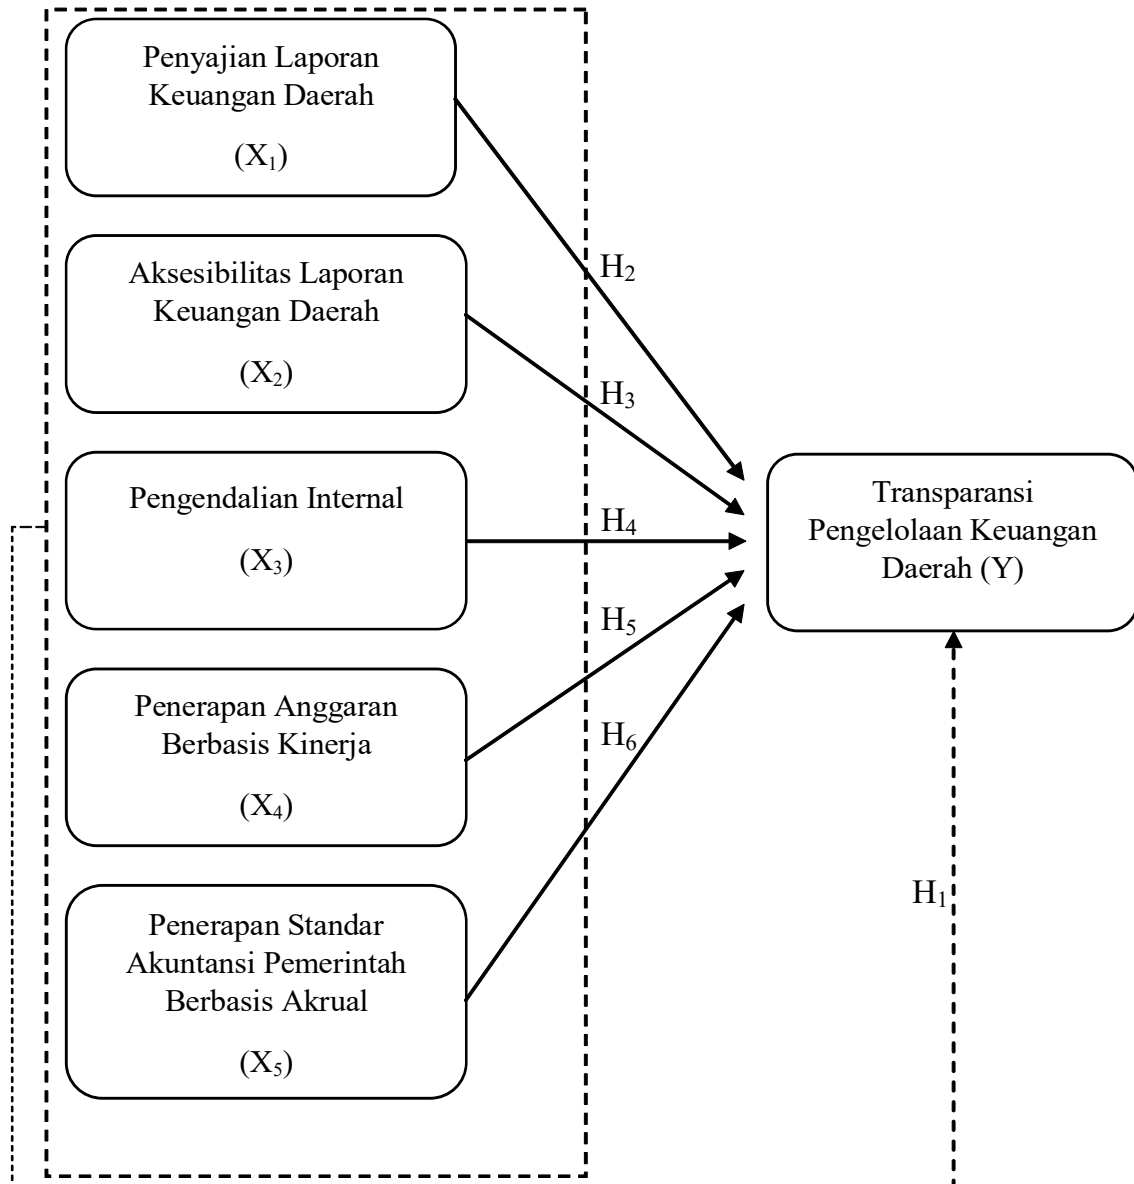 Penyajian Laporan
Keuangan Daerah
(X₁)
H₂
Aksesibilitas Laporan
Keuangan Daerah
(X₂)
H₃
Pengendalian Internal
(X₃)
H₄
Transparansi
Pengelolaan Keuangan
Daerah (Y)
H₅
Penerapan Anggaran
Berbasis Kinerja
(X₄)
H₆
Penerapan Standar
Akuntansi Pemerintah
Berbasis Akrual
(X₅)
H₁